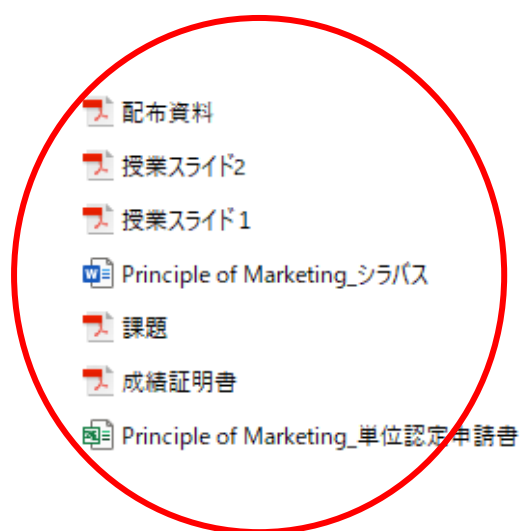 配布資料
授業スライド2
授業スライド1
Principle of Marketing_シラバス
課題
成績証明書
Principle of Marketing_単位認定申請書